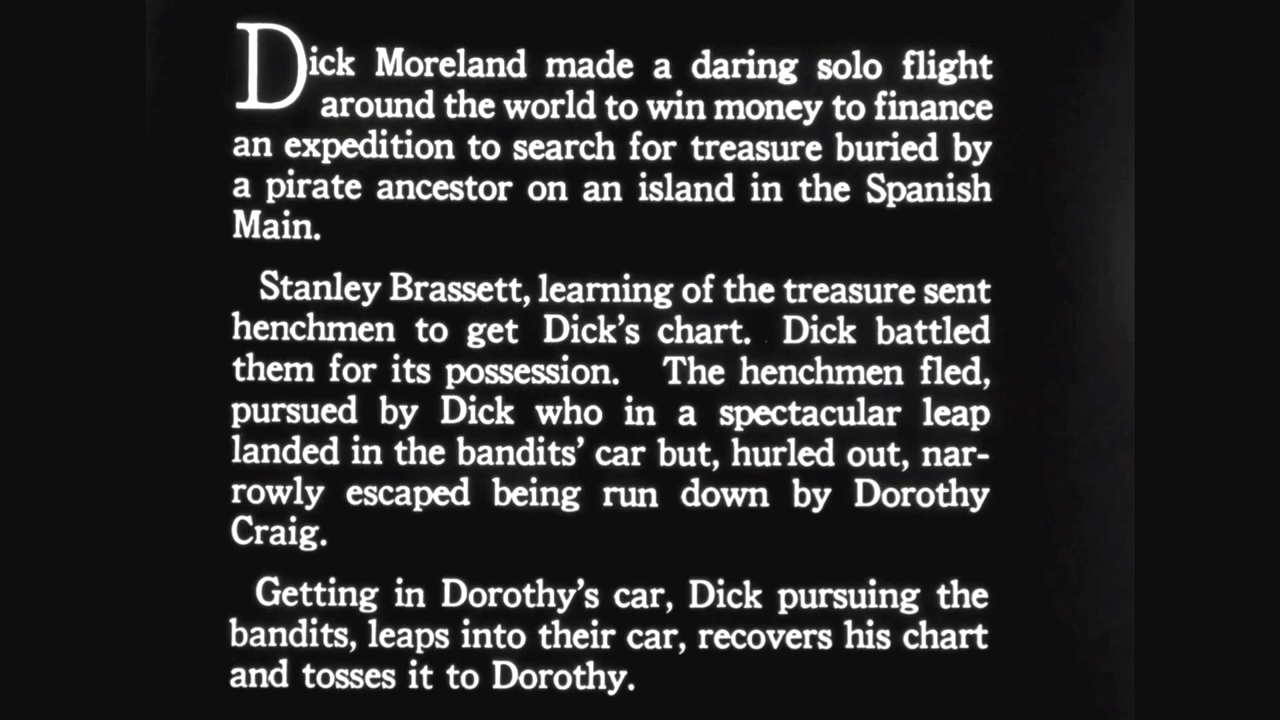 Dick Moreland made a daring solo flight
around the world to win money to finance
an expedition to search for treasure buried by
a pirate ancestor on an island in the Spanish
Main.
Stanley Brassett, learning of the treasure sent
henchmen to get Dick's chart. Dick battled
them for its possession. The henchmen fled,
pursued by Dick who in a spectacular leap
landed in the bandits' car but, hurled out, nar-
rowly escaped being run down by Dorothy
Craig.
Getting in Dorothy's car, Dick pursuing the
bandits, leaps into their car, recovers his chart
and tosses it to Dorothy.